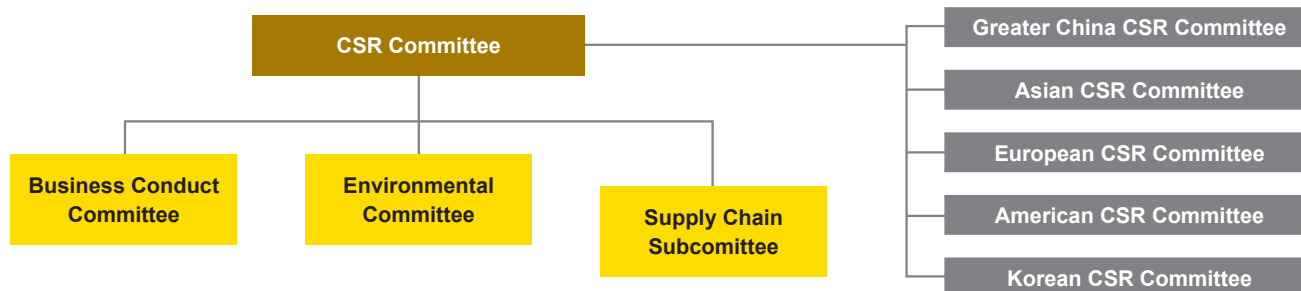 CSR Committee
Business Conduct
Committee
Environmental
Committee
Supply Chain
Subcomittee
Greater China CSR Committee
Asian CSR Committee
European CSR Committee
American CSR Committee
Korean CSR Committee